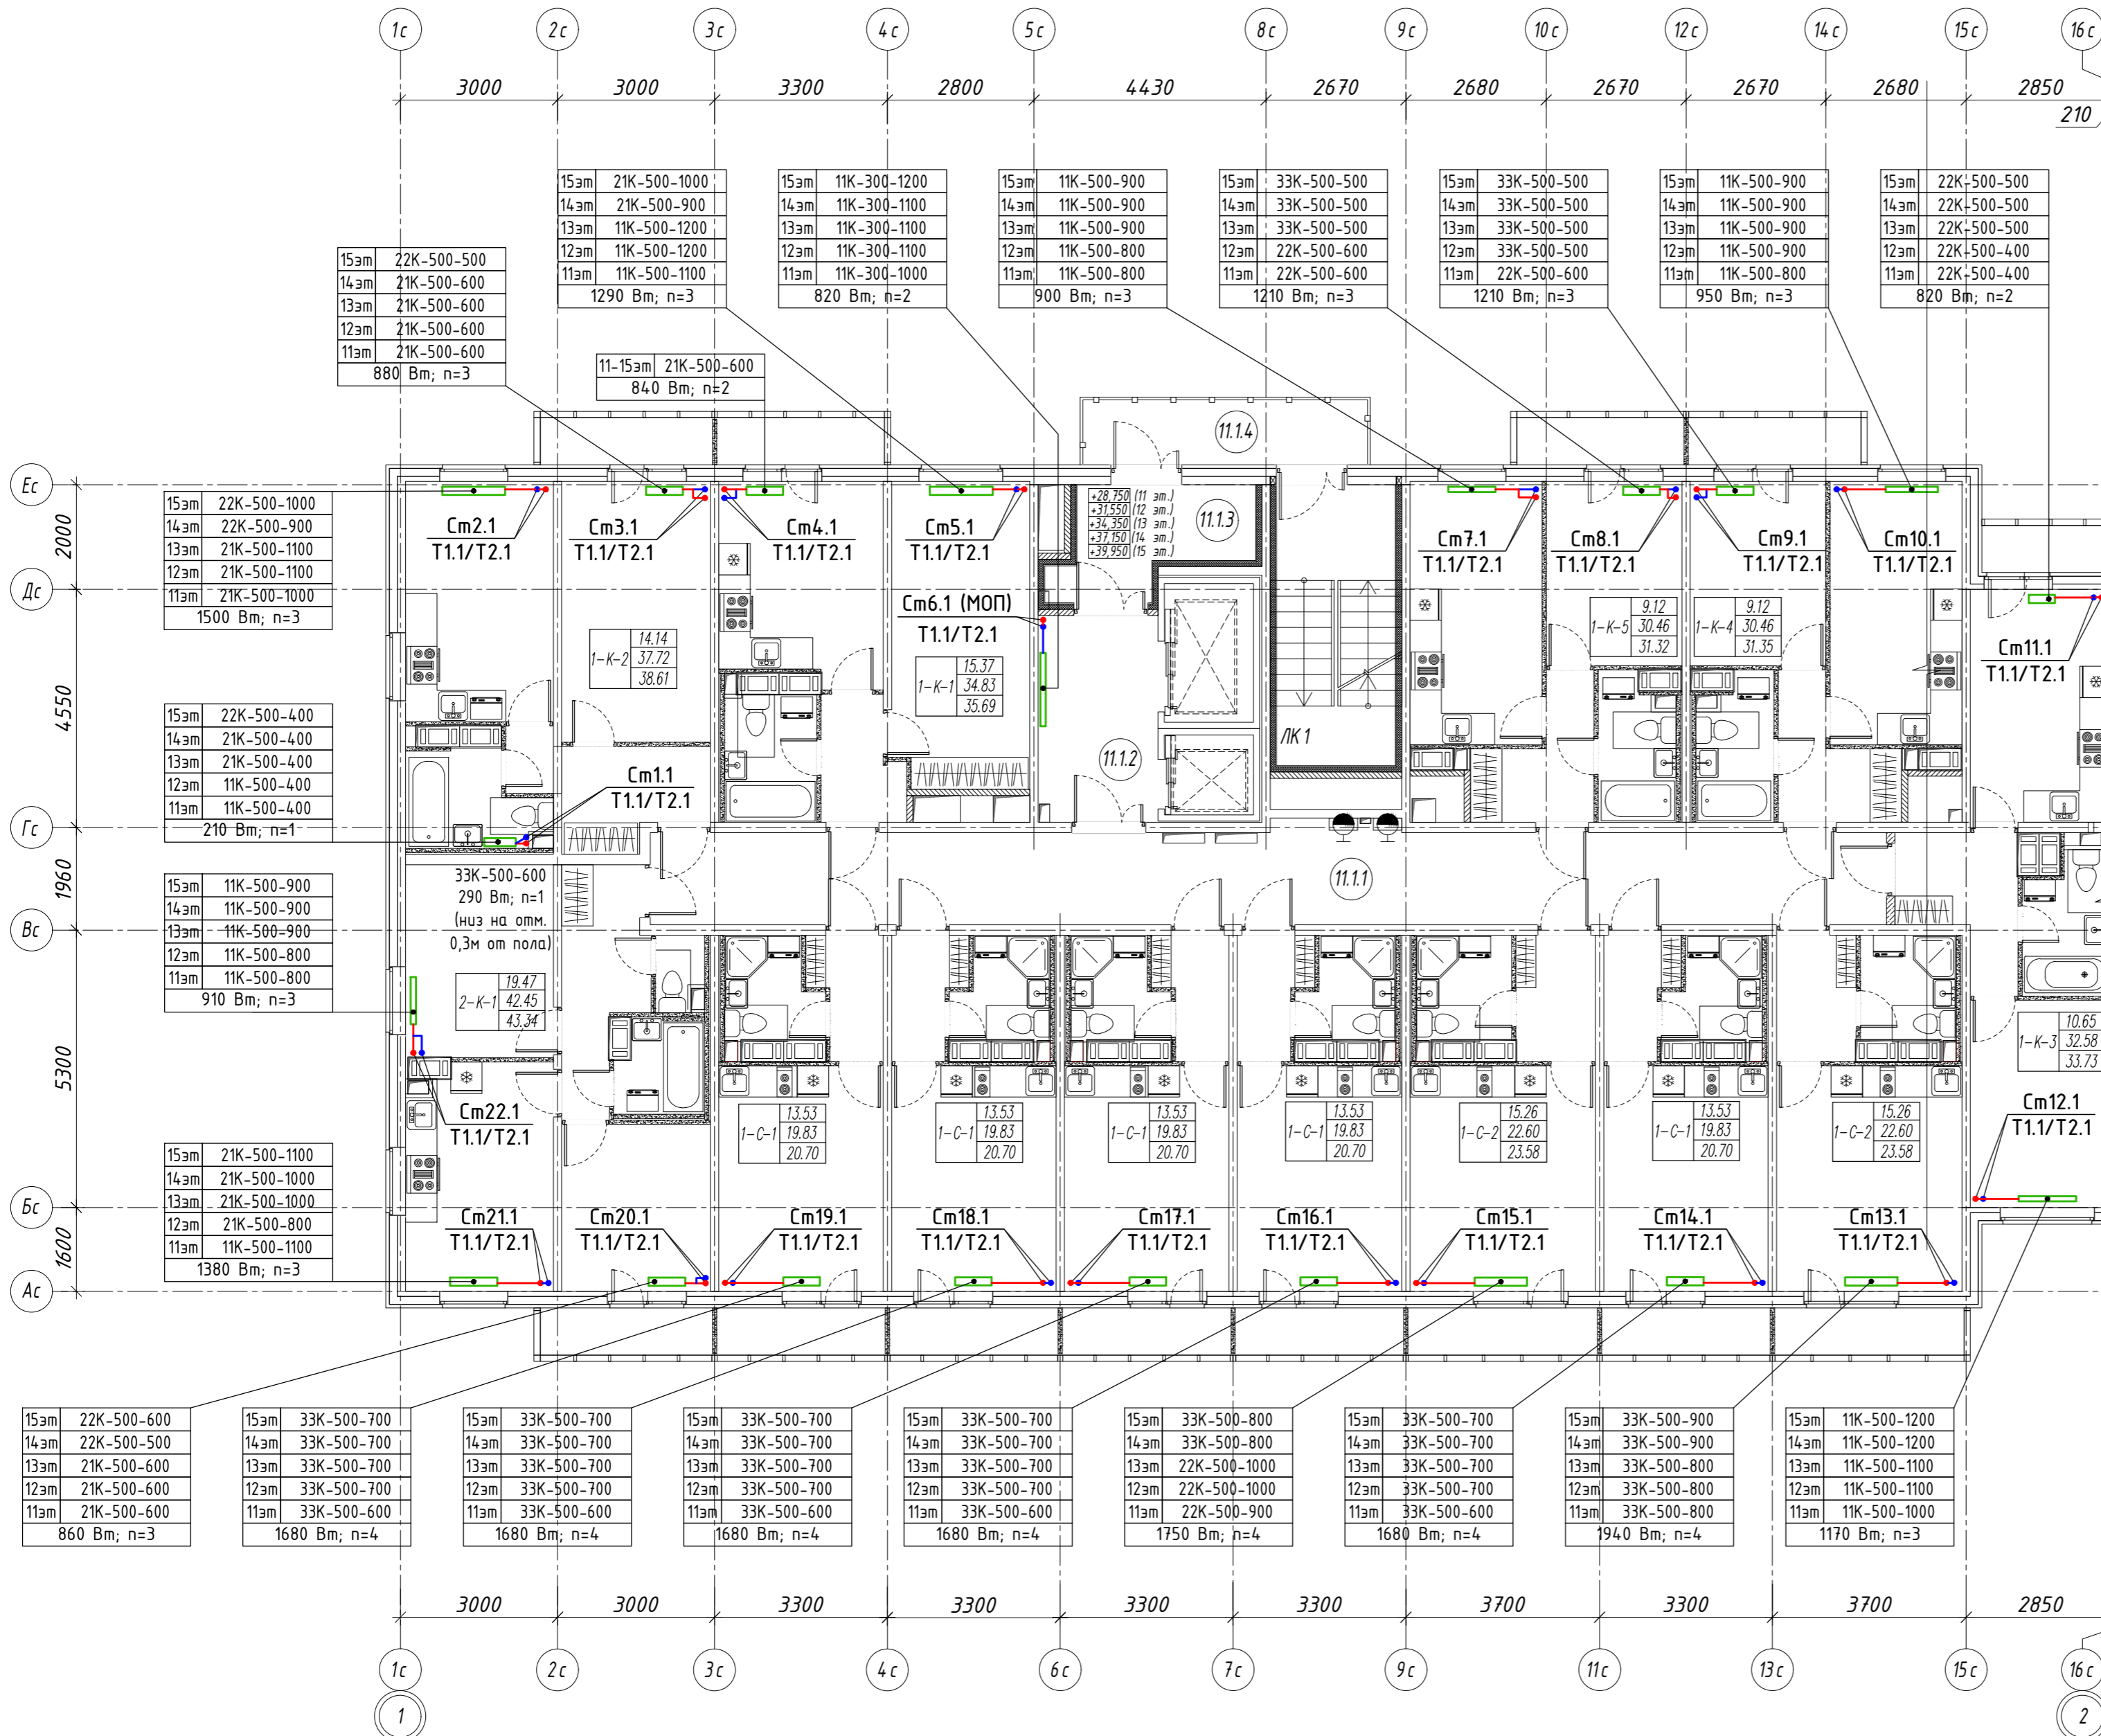 1с 2с 3с 4с 5с 8с 9с 10с 12с 14с 15с 16с
3000 3000 3300 2800 4430 2670 2680 2670 2670 2680 2850
210
15эт 21К-500-1000
14эт 21К-500-900
13эт 11К-500-1200
12эт 11К-500-1200
11эт 11К-500-1100
1290 Вт; n=3
15эт 11К-300-1200
14эт 11К-300-1100
13эт 11К-300-1100
12эт 11К-300-1100
11эт 11К-300-1000
820 Вт; n=2
15эт 11К-500-900
14эт 11К-500-900
13эт 11К-500-900
12эт 11К-500-800
11эт 11К-500-800
900 Вт; n=3
15эт 33К-500-500
14эт 33К-500-500
13эт 33К-500-500
12эт 22К-500-600
11эт 22К-500-600
1210 Вт; n=3
15эт 33К-500-500
14эт 33К-500-500
13эт 33К-500-500
12эт 33К-500-500
11эт 22К-500-600
1210 Вт; n=3
15эт 11К-500-900
14эт 11К-500-900
13эт 11К-500-900
12эт 11К-500-900
11эт 11К-500-800
950 Вт; n=3
15эт 22К-500-500
14эт 22К-500-500
13эт 22К-500-500
12эт 22К-500-400
11эт 22К-500-400
820 Вт; n=2
15эт 22К-500-500
14эт 21К-500-600
13эт 21К-500-600
12эт 21К-500-600
11эт 21К-500-600
880 Вт; n=3
11-15эт 21К-500-600
840 Вт; n=2
11.1.4
Ес
2000
Дс
4550
Гс
1960
Вс
5300
Бс
1600
Ас
15эт 22К-500-1000
14эт 22К-500-900
13эт 21К-500-1100
12эт 21К-500-1100
11эт 21К-500-1000
1500 Вт; n=3
Ст2.1
Т1.1/Т2.1
Ст3.1
Т1.1/Т2.1
Ст4.1
Т1.1/Т2.1
Ст5.1
Т1.1/Т2.1
+28,750 (11 эт.)
+31,550 (12 эт.)
+34,350 (13 эт.)
+37,150 (14 эт.)
+39,950 (15 эт.)
11.1.3
Ст7.1
Т1.1/Т2.1
Ст8.1
Т1.1/Т2.1
Ст9.1
Т1.1/Т2.1
Ст10.1
Т1.1/Т2.1
Ст6.1 (МОП)
Т1.1/Т2.1
Ст11.1
Т1.1/Т2.1
1-К-2 14.14 37.72 38.61
1-К-1 15.37 34.83 35.69
1-К-5 9.12 30.46 31.32
1-К-4 9.12 30.46 31.35
15эт 22К-500-400
14эт 21К-500-400
13эт 21К-500-400
12эт 11К-500-400
11эт 11К-500-400
210 Вт; n=1
Ст1.1
Т1.1/Т2.1
11.1.2
ЛК 1
11.1.1
33К-500-600
290 Вт; n=1
(низ на отм.
0,3м от пола)
15эт 11К-500-900
14эт 11К-500-900
13эт 11К-500-900
12эт 11К-500-800
11эт 11К-500-800
910 Вт; n=3
2-К-1 19.47 42.45 43.34
1-К-3 10.65 32.58 33.73
Ст22.1
Т1.1/Т2.1
Ст12.1
Т1.1/Т2.1
1-С-1 13.53 19.83 20.70
1-С-1 13.53 19.83 20.70
1-С-1 13.53 19.83 20.70
1-С-1 13.53 19.83 20.70
1-С-2 15.26 22.60 23.58
1-С-1 13.53 19.83 20.70
1-С-2 15.26 22.60 23.58
15эт 21К-500-1100
14эт 21К-500-1000
13эт 21К-500-1000
12эт 21К-500-800
11эт 11К-500-1100
1380 Вт; n=3
Ст21.1
Т1.1/Т2.1
Ст20.1
Т1.1/Т2.1
Ст19.1
Т1.1/Т2.1
Ст18.1
Т1.1/Т2.1
Ст17.1
Т1.1/Т2.1
Ст16.1
Т1.1/Т2.1
Ст15.1
Т1.1/Т2.1
Ст14.1
Т1.1/Т2.1
Ст13.1
Т1.1/Т2.1
15эт 22К-500-600
14эт 22К-500-500
13эт 21К-500-600
12эт 21К-500-600
11эт 21К-500-600
860 Вт; n=3
15эт 33К-500-700
14эт 33К-500-700
13эт 33К-500-700
12эт 33К-500-700
11эт 33К-500-600
1680 Вт; n=4
15эт 33К-500-700
14эт 33К-500-700
13эт 33К-500-700
12эт 33К-500-700
11эт 33К-500-600
1680 Вт; n=4
15эт 33К-500-700
14эт 33К-500-700
13эт 33К-500-700
12эт 33К-500-700
11эт 33К-500-600
1680 Вт; n=4
15эт 33К-500-700
14эт 33К-500-700
13эт 33К-500-700
12эт 33К-500-700
11эт 33К-500-600
1680 Вт; n=4
15эт 33К-500-800
14эт 33К-500-800
13эт 22К-500-1000
12эт 22К-500-1000
11эт 22К-500-900
1750 Вт; n=4
15эт 33К-500-700
14эт 33К-500-700
13эт 33К-500-700
12эт 33К-500-700
11эт 33К-500-600
1680 Вт; n=4
15эт 33К-500-900
14эт 33К-500-900
13эт 33К-500-800
12эт 33К-500-800
11эт 33К-500-800
1940 Вт; n=4
15эт 11К-500-1200
14эт 11К-500-1200
13эт 11К-500-1100
12эт 11К-500-1100
11эт 11К-500-1000
1170 Вт; n=3
3000 3000 3300 3300 3300 3300 3700 3300 3700 2850
1с 2с 3с 4с 6с 7с 9с 11с 13с 15с 16с
1 2